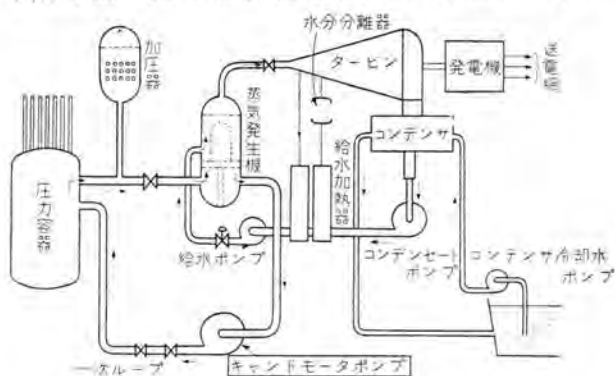 加圧器
水分分離器
タービン
発電機
送電
蒸気発生機
コンデンサ
給水加熱器
圧力容器
給水ポンプ
コンデンセート
ポンプ
コンデンサ冷却水
ポンプ
一次ループ
キャンドモータポンプ